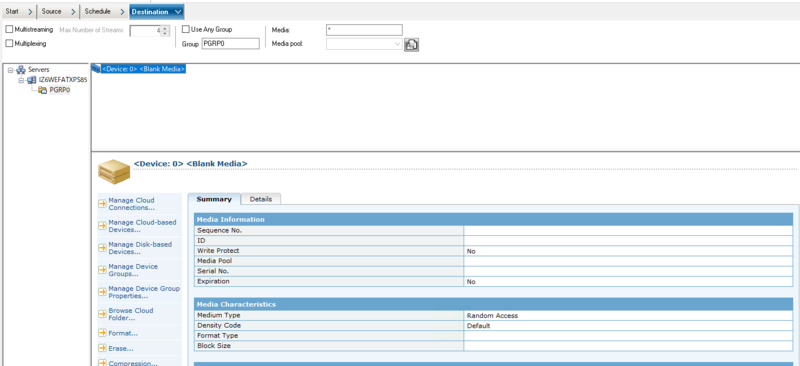 Start
Source
Schedule
Destination
Multistreaming Max Number of Streams 4
Use Any Group
Media: *
Multiplexing
Group PGRP0
Media pool:
Servers
IZ6WEFATXPS85
PGRP0
<Device: 0> <Blank Media>
<Device: 0> <Blank Media>
Manage Cloud
Connections...
Manage Cloud-based
Devices...
Manage Disk-based
Devices...
Manage Device
Groups...
Manage Device Group
Properties...
Browse Cloud
Folder...
Format...
Erase...
Compression...
Summary Details
Media Information
Sequence No.
ID
Write Protect No
Media Pool
Serial No.
Expiration No
Media Characteristics
Medium Type Random Access
Density Code Default
Format Type
Block Size